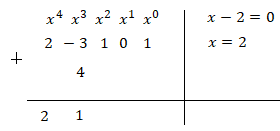 x⁴ x³ x² x¹ x⁰ x − 2 = 0
2 − 3 1 0 1 x = 2
+
4
2 1